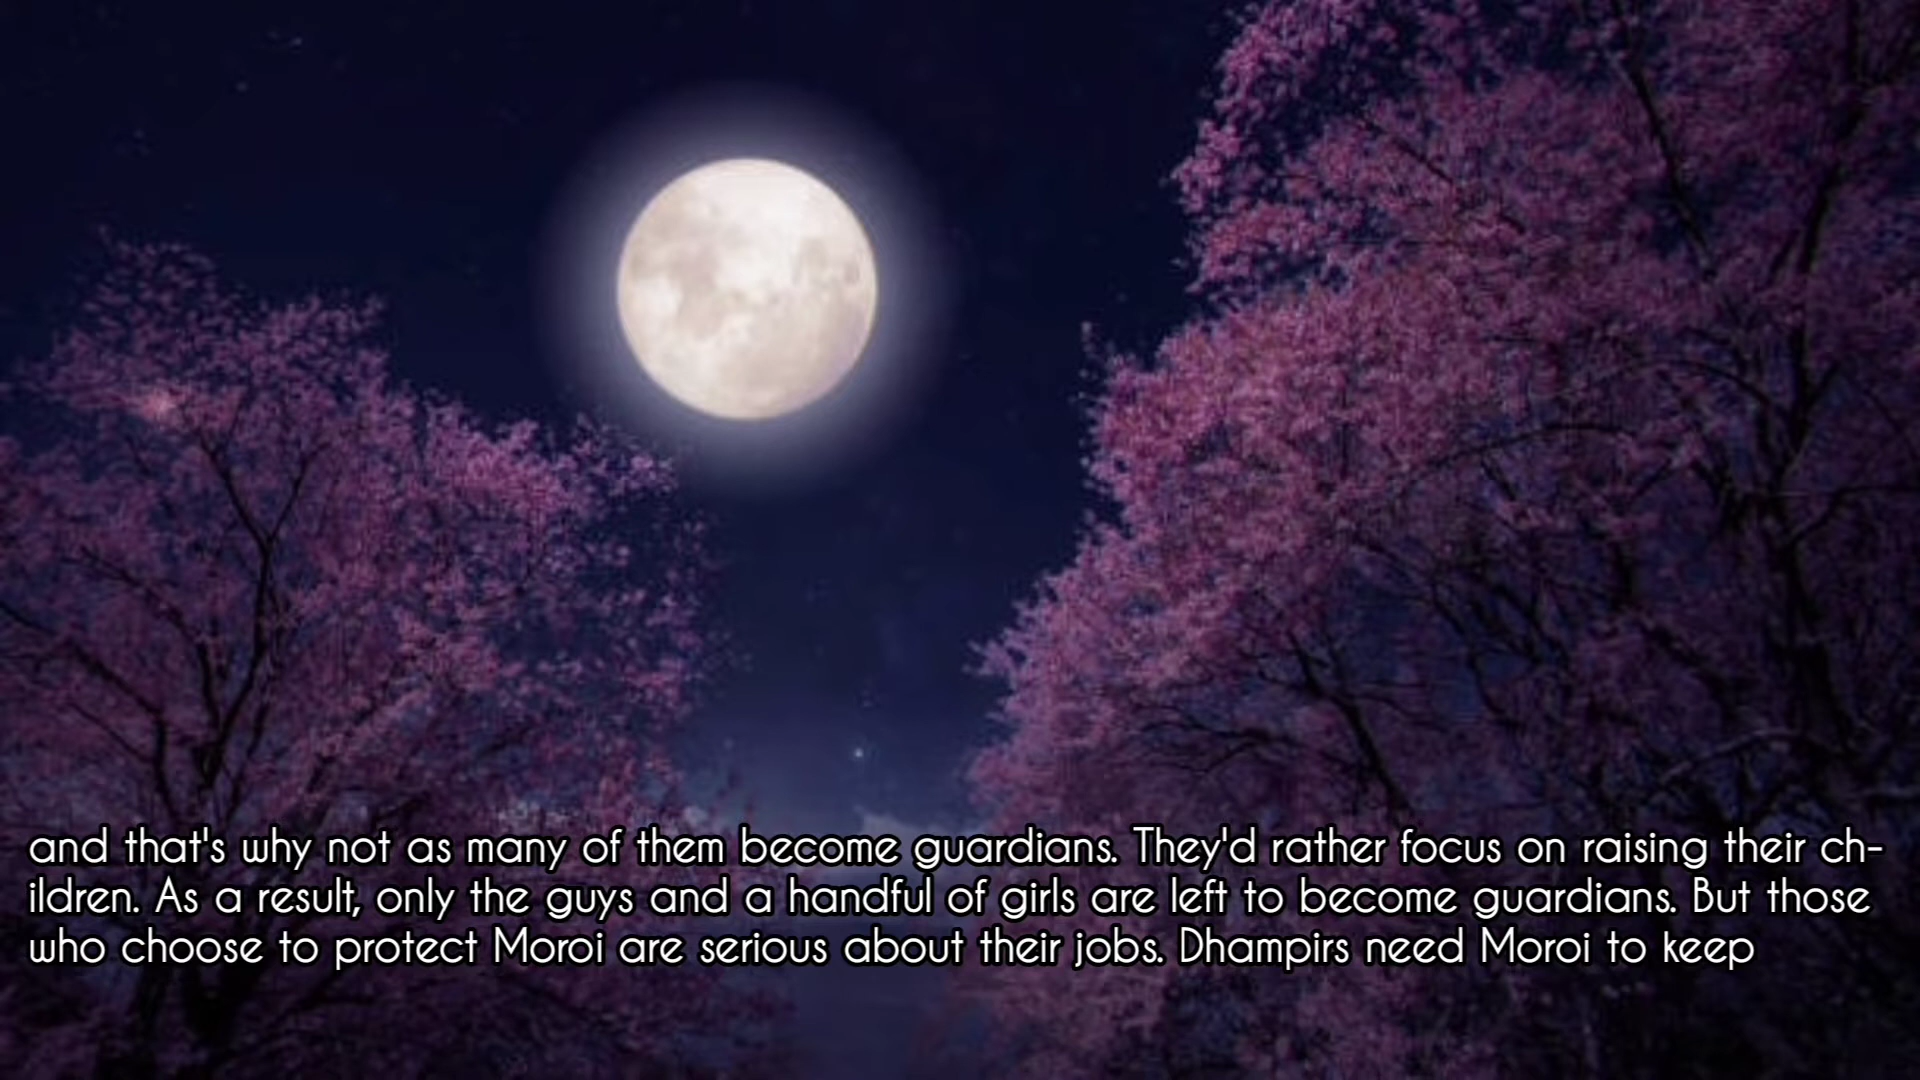 and that's why not as many of them become guardians. They'd rather focus on raising their ch-
ildren. As a result, only the guys and a handful of girls are left to become guardians. But those
who choose to protect Moroi are serious about their jobs. Dhampirs need Moroi to keep